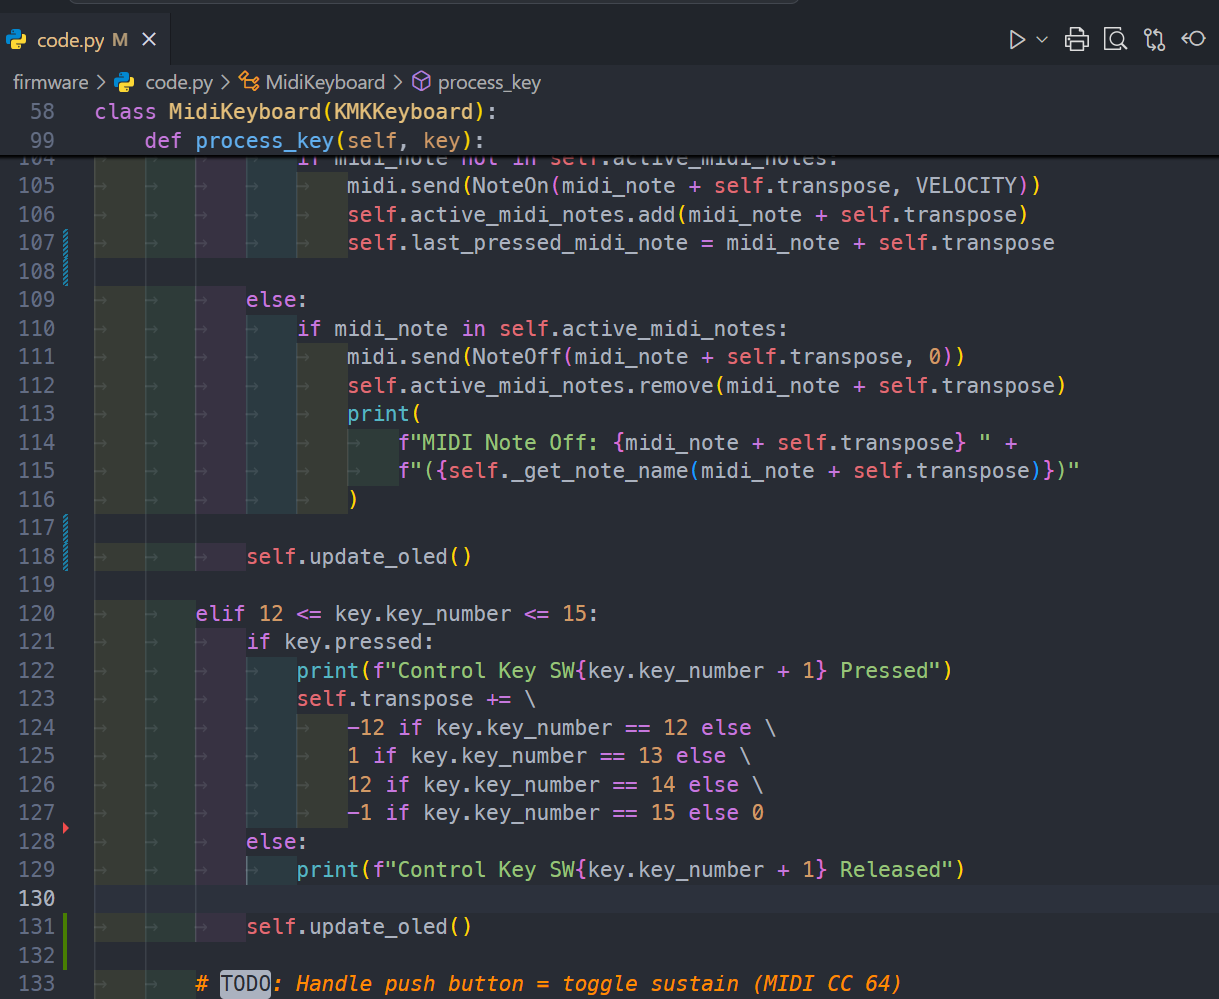 code.py M
firmware > code.py > MidiKeyboard > process_key
58 class MidiKeyboard(KMKKeyboard):
99 def process_key(self, key):
104 if midi_note not in self.active_midi_notes:
105 midi.send(NoteOn(midi_note + self.transpose, VELOCITY))
106 self.active_midi_notes.add(midi_note + self.transpose)
107 self.last_pressed_midi_note = midi_note + self.transpose
108
109 else:
110 if midi_note in self.active_midi_notes:
111 midi.send(NoteOff(midi_note + self.transpose, 0))
112 self.active_midi_notes.remove(midi_note + self.transpose)
113 print(
114 f"MIDI Note Off: {midi_note + self.transpose} " +
115 f"({self._get_note_name(midi_note + self.transpose)})"
116 )
117
118 self.update_oled()
119
120 elif 12 <= key.key_number <= 15:
121 if key.pressed:
122 print(f"Control Key SW{key.key_number + 1} Pressed")
123 self.transpose += \
124 -12 if key.key_number == 12 else \
125 1 if key.key_number == 13 else \
126 12 if key.key_number == 14 else \
127 -1 if key.key_number == 15 else 0
128 else:
129 print(f"Control Key SW{key.key_number + 1} Released")
130
131 self.update_oled()
132
133 # TODO: Handle push button = toggle sustain (MIDI CC 64)